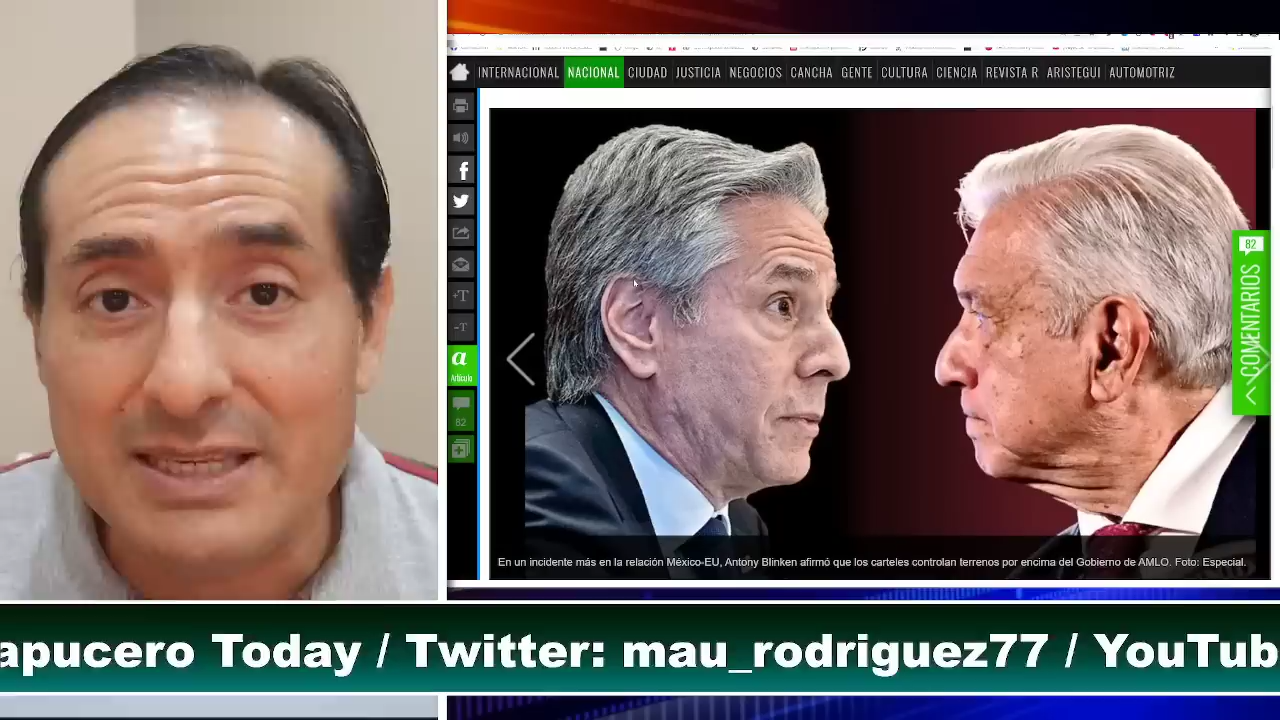 INTERNACIONAL NACIONAL CIUDAD JUSTICIA NEGOCIOS CANCHA GENTE CULTURA CIENCIA REVISTA R ARISTEGUI AUTOMOTRIZ
+T
-T
a
Artículo
82
82
COMENTARIOS
En un incidente más en la relación México-EU, Antony Blinken afirmó que los carteles controlan terrenos por encima del Gobierno de AMLO. Foto: Especial.
apucero Today / Twitter: mau_rodriguez77 / YouTub